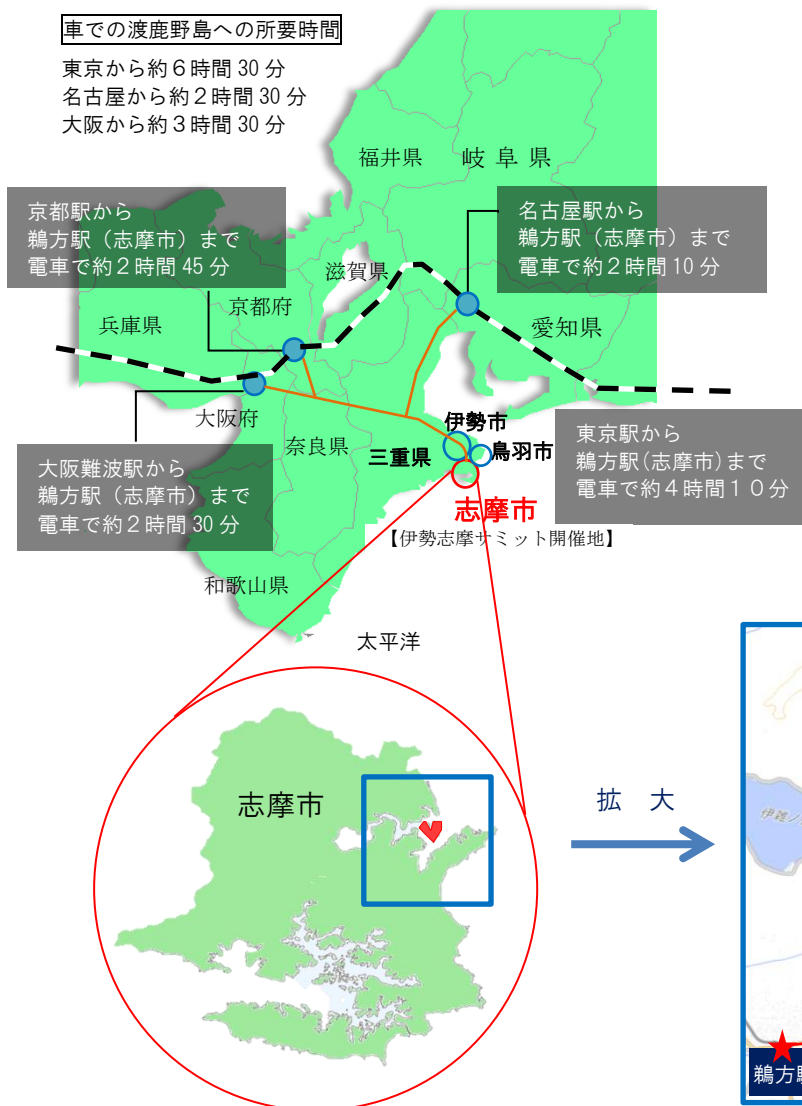 車での渡鹿野島への所要時間
東京から約６時間 30 分
名古屋から約２時間 30 分
大阪から約３時間 30 分
福井県
岐 阜 県
京都駅から
鵜方駅（志摩市）まで
電車で約２時間 45 分
名古屋駅から
鵜方駅（志摩市）まで
電車で約２時間 10 分
滋賀県
京都府
兵庫県
愛知県
大阪府
奈良県
伊勢市
三重県
鳥羽市
志摩市
【伊勢志摩サミット開催地】
大阪難波駅から
鵜方駅（志摩市）まで
電車で約２時間 30 分
東京駅から
鵜方駅(志摩市)まで
電車で約４時間１０分
和歌山県
太平洋
志摩市
拡　大
伊雑ノ
鵜方駅